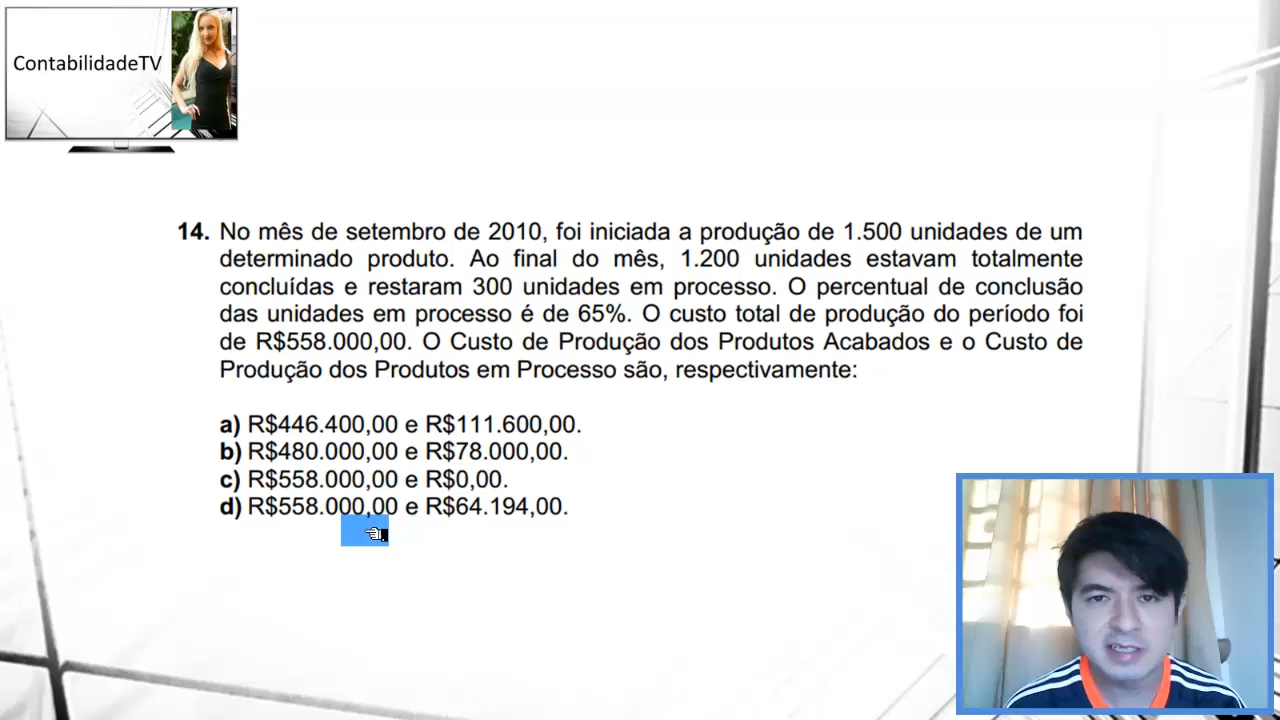 ContabilidadeTV
14. No mês de setembro de 2010, foi iniciada a produção de 1.500 unidades de um
determinado produto. Ao final do mês, 1.200 unidades estavam totalmente
concluídas e restaram 300 unidades em processo. O percentual de conclusão
das unidades em processo é de 65%. O custo total de produção do período foi
de R$558.000,00. O Custo de Produção dos Produtos Acabados e o Custo de
Produção dos Produtos em Processo são, respectivamente:
a) R$446.400,00 e R$111.600,00.
b) R$480.000,00 e R$78.000,00.
c) R$558.000,00 e R$0,00.
d) R$558.000,00 e R$64.194,00.